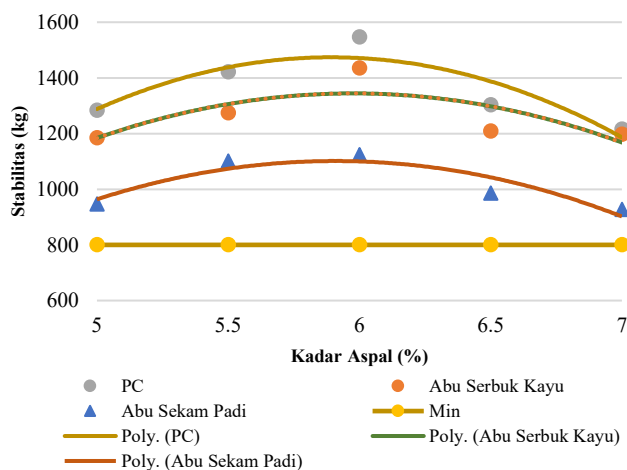 1600
1400
1200
1000
800
600
Stabilitas (kg)
5 5.5 6 6.5 7
Kadar Aspal (%)
PC Abu Serbuk Kayu
Abu Sekam Padi Min
Poly. (PC) Poly. (Abu Serbuk Kayu)
Poly. (Abu Sekam Padi)